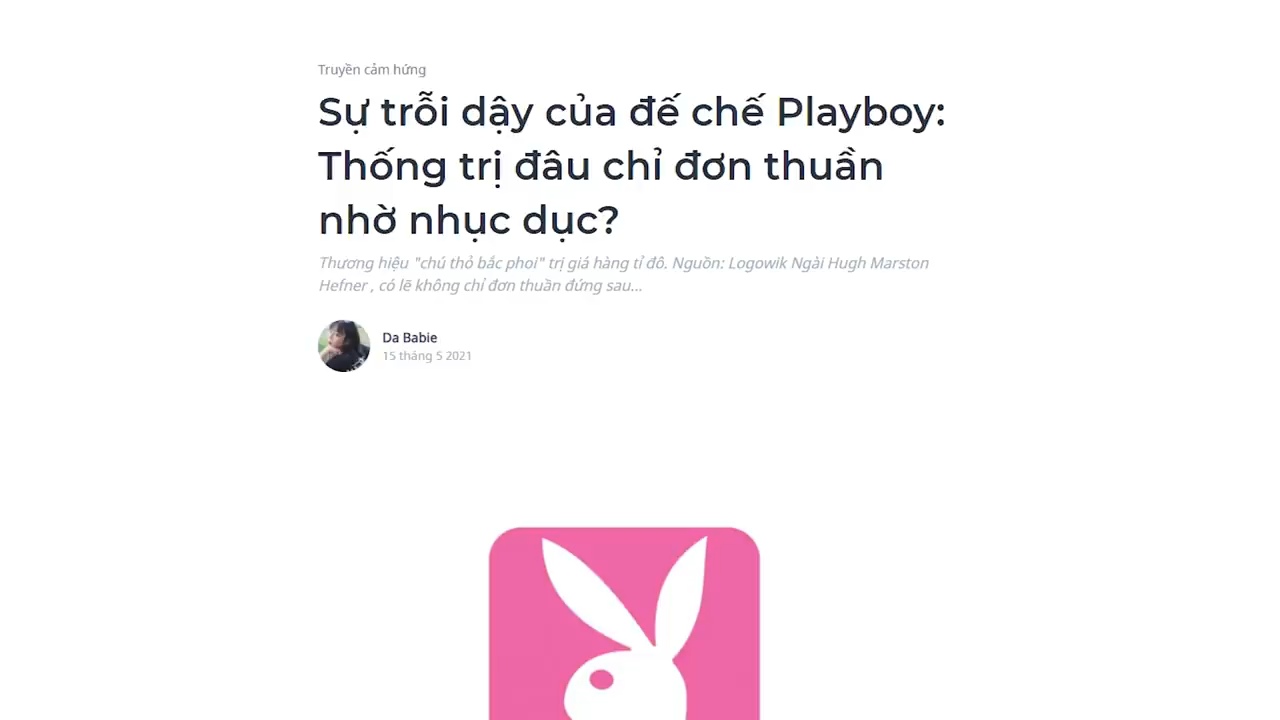 Truyền cảm hứng
Sự trỗi dậy của đế chế Playboy:
Thống trị đâu chỉ đơn thuần
nhờ nhục dục?
Thương hiệu "chú thỏ bắc phoi" trị giá hàng tỉ đô. Nguồn: Logowik Ngài Hugh Marston
Hefner , có lẽ không chỉ đơn thuần đứng sau...
Da Babie
15 tháng 5 2021